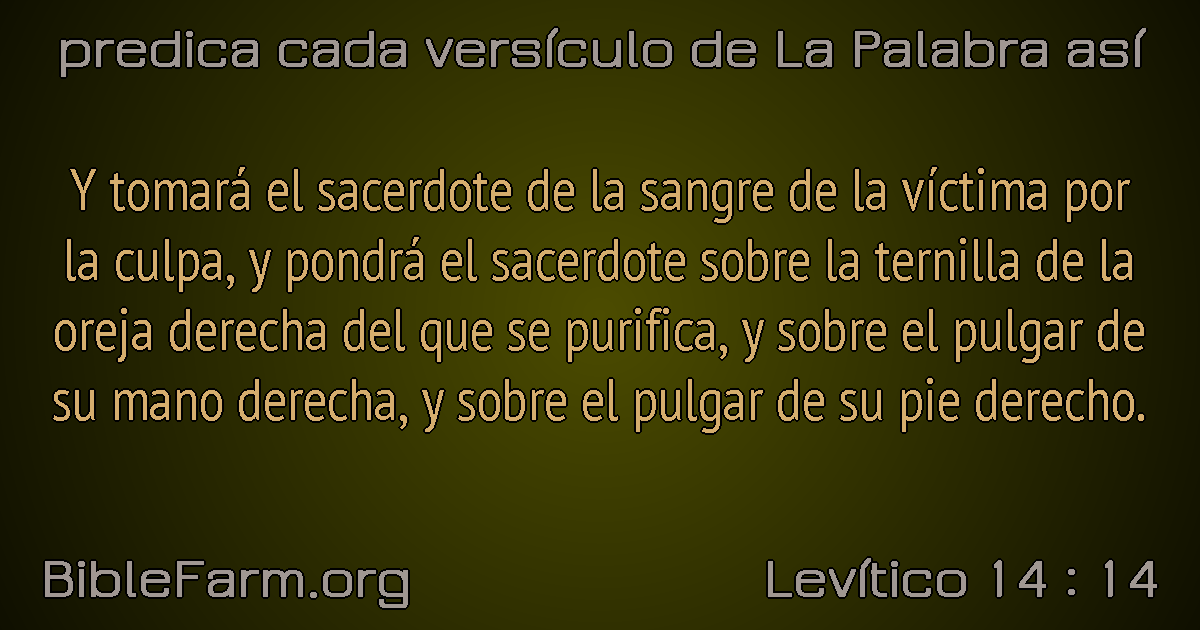 predica cada versículo de La Palabra así
Y tomará el sacerdote de la sangre de la víctima por
la culpa, y pondrá el sacerdote sobre la ternilla de la
oreja derecha del que se purifica, y sobre el pulgar de
su mano derecha, y sobre el pulgar de su pie derecho.
BibleFarm.org
Levítico 14 : 14